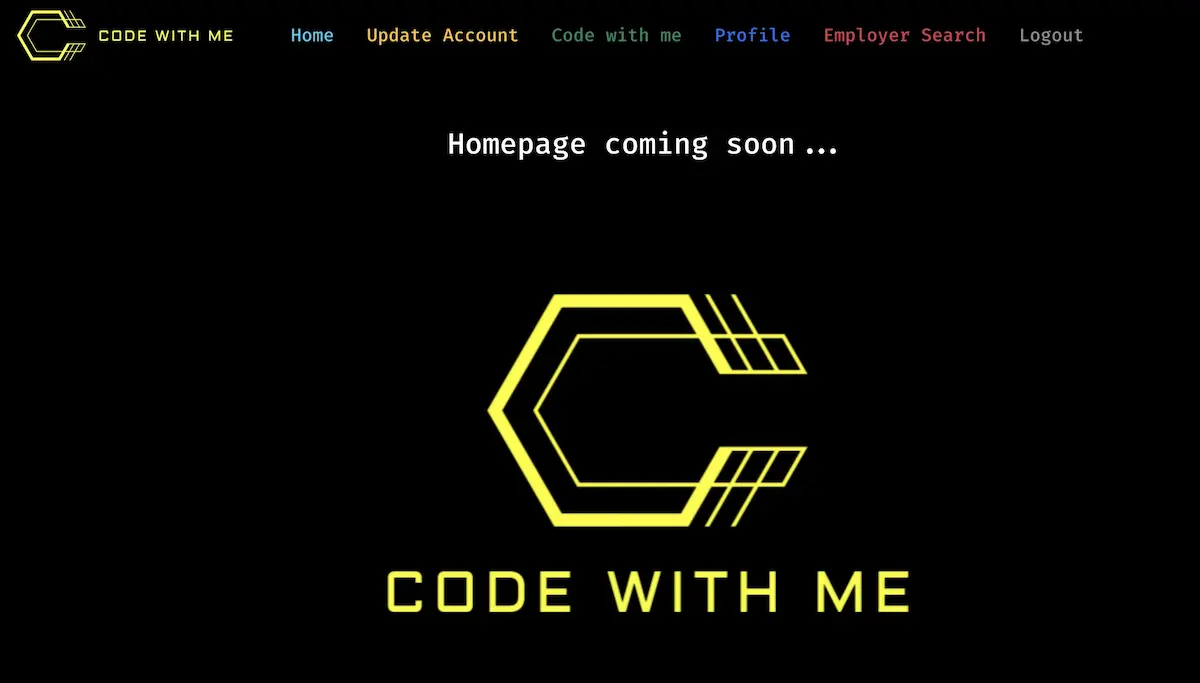 CODE WITH ME Home Update Account Code with me Profile Employer Search Logout
Homepage coming soon...
CODE WITH ME